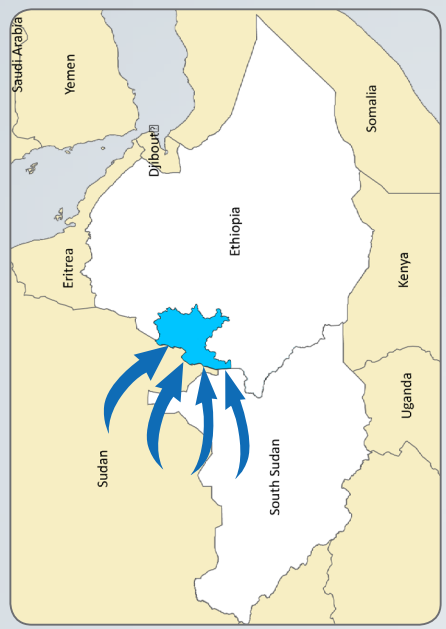 Saudi Arabia
Yemen
Djibout⍰
Somalia
Eritrea
Ethiopia
Kenya
Sudan
South Sudan
Uganda